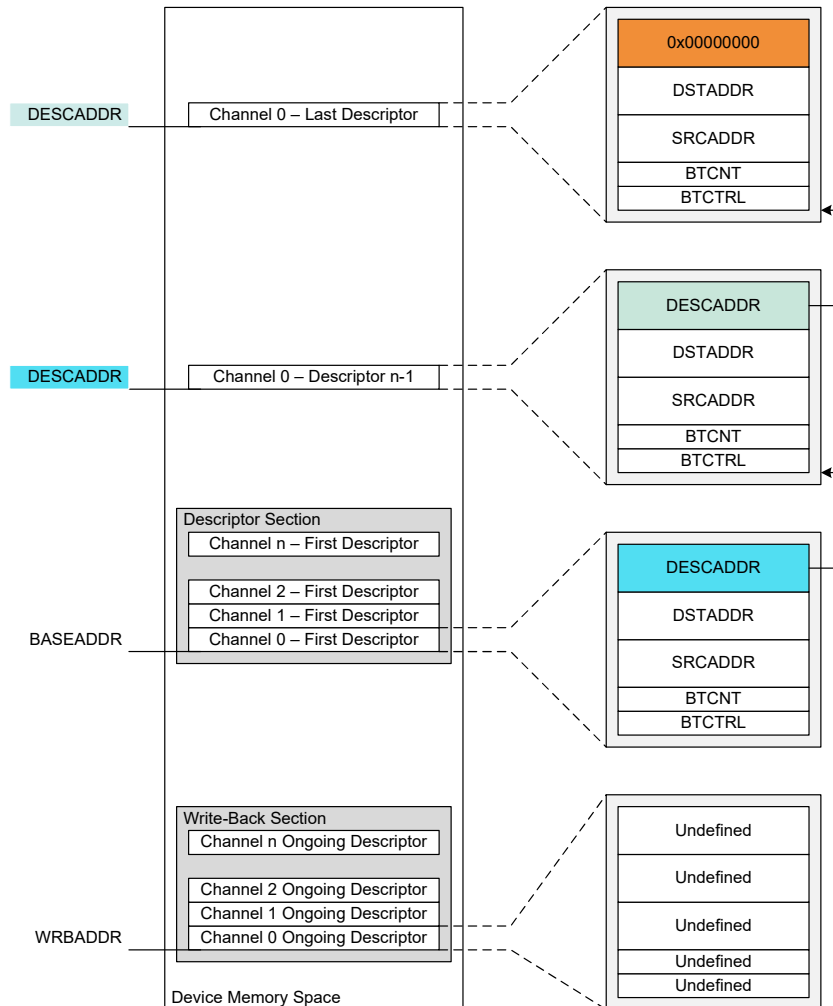 0x00000000
DESCADDR
Channel 0 – Last Descriptor
DSTADDR
SRCADDR
BTCNT
BTCTRL
DESCADDR
Channel 0 – Descriptor n-1
DESCADDR
DSTADDR
SRCADDR
BTCNT
BTCTRL
Descriptor Section
Channel n – First Descriptor
Channel 2 – First Descriptor
Channel 1 – First Descriptor
Channel 0 – First Descriptor
BASEADDR
DESCADDR
DSTADDR
SRCADDR
BTCNT
BTCTRL
Write-Back Section
Channel n Ongoing Descriptor
Channel 2 Ongoing Descriptor
Channel 1 Ongoing Descriptor
Channel 0 Ongoing Descriptor
WRBADDR
Undefined
Undefined
Undefined
Undefined
Undefined
Device Memory Space